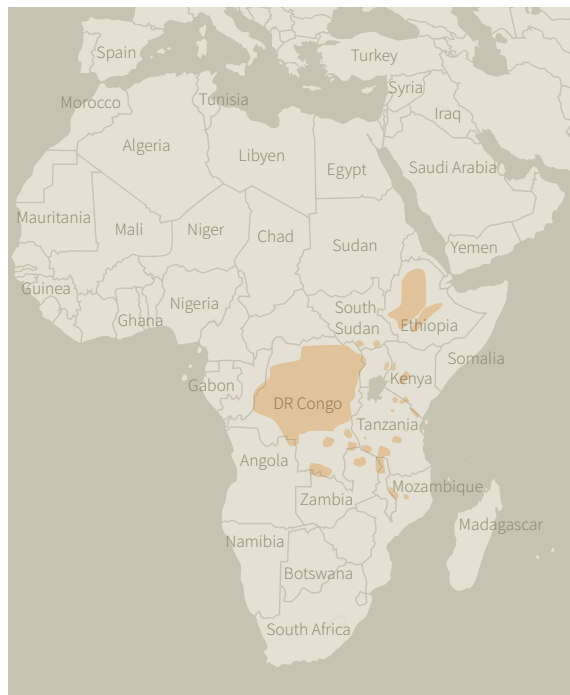 Spain
Turkey
Syria
Morocco
Tunisia
Iraq
Algeria
Libyen
Egypt
Saudi Arabia
Mauritania
Mali
Niger
Chad
Sudan
Yemen
Guinea
Nigeria
Ghana
South
Sudan
Ethiopia
Somalia
Gabon
Kenya
DR Congo
Tanzania
Angola
Mozambique
Zambia
Madagascar
Namibia
Botswana
South Africa